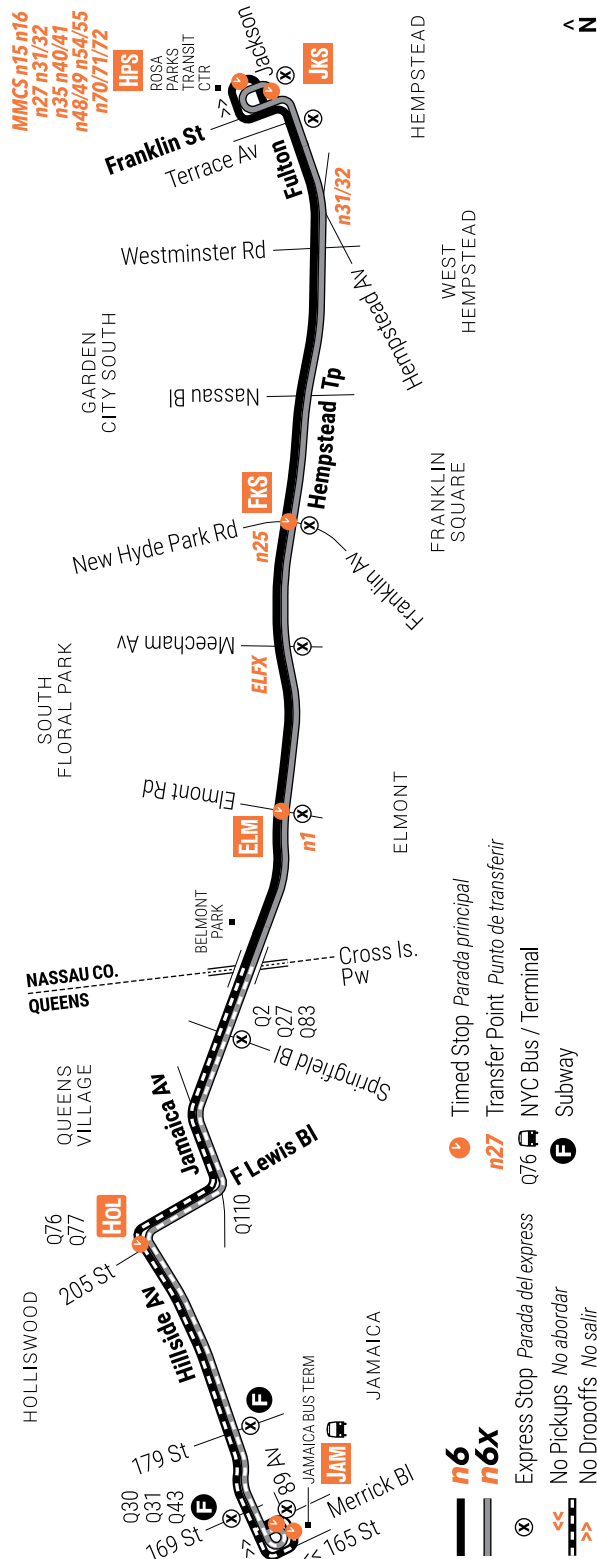 HOLLISWOOD
Q30
Q31
Q43
169 St
F
179 St
F
Hillside Av
205 St
Q76
Q77
HOL
89 Av
JAMAICA BUS TERM
JAM
Merrick Bl
165 St
<<
>>
JAMAICA
QUEENS
VILLAGE
F Lewis Bl
Q110
Jamaica Av
Springfield Bl
Q2
Q27
Q83
NASSAU CO.
QUEENS
Cross Is.
Pw
BELMONT
PARK
ELM
n1
Elmont Rd
ELMONT
SOUTH
FLORAL PARK
Meecham Av
ELFX
New Hyde Park Rd
n25
FKS
Franklin Av
FRANKLIN
SQUARE
Hempstead Tp
Nassau Bl
GARDEN
CITY SOUTH
Westminster Rd
Hempstead Av
n31/32
WEST
HEMPSTEAD
Fulton
Terrace Av
Franklin St
>>
ROSA
PARKS
TRANSIT
CTR
HPS
MMCS n15 n16
n27 n31/32
n35 n40/41
n48/49 n54/55
n70/71/72
Jackson
JKS
HEMPSTEAD
<
N
n6
n6X
X Express Stop Parada del express
<< No Pickups No abordar
>> No Dropoffs No salir
Timed Stop Parada principal
n27 Transfer Point Punto de transferir
Q76 NYC Bus / Terminal
F Subway